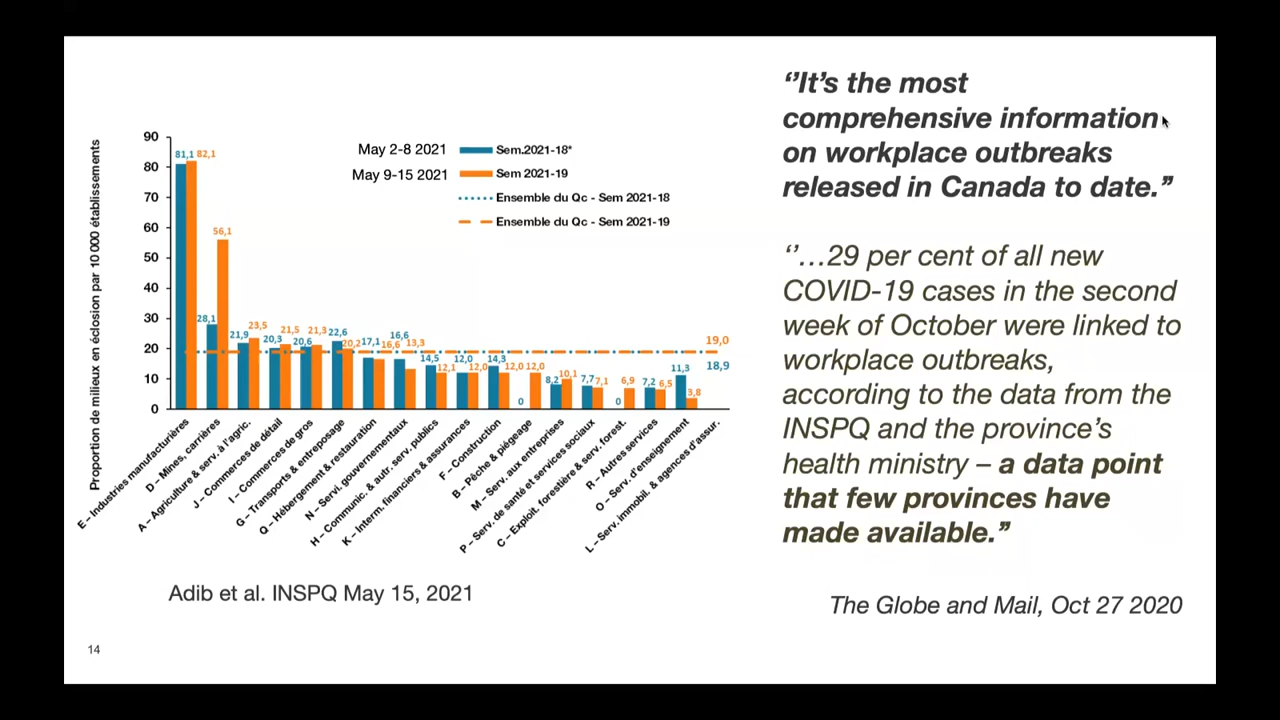 Proportion de milieux en éclosion par 10 000 établissements
90
80
70
60
50
40
30
20
10
0
May 2-8 2021
May 9-15 2021
Sem.2021-18*
Sem 2021-19
Ensemble du Qc - Sem 2021-18
Ensemble du Qc - Sem 2021-19
81,1 82,1
28,1 56,1
21,9 23,5
20,3 21,5
20,6 21,3
22,6 20,2
17,1 16,6
16,6 13,3
14,5 12,1
12,0 12,0
14,3 12,0
0 12,0
8,2 10,1
7,7 7,1
0 6,9
7,2 6,5
11,3 3,8
19,0
18,9
E – Industries manufacturières
D – Mines, carrières
A – Agriculture & serv. à l'agric.
J – Commerces de détail
I – Commerces de gros
G – Transports & entreposage
Q – Hébergement & restauration
N – Servi. gouvernementaux
H – Communic. & autr. serv. publics
K – Interm. financiers & assurances
F – Construction
B – Pêche & piégeage
M – Serv. aux entreprises
P – Serv. de santé et services sociaux
C – Exploit. forestière & serv. forest.
R – Autres services
O – Serv. d'enseignement
L – Serv. immobil. & agences d'assur.
Adib et al. INSPQ May 15, 2021
14
‘’It’s the most
comprehensive information
on workplace outbreaks
released in Canada to date.”
‘’…29 per cent of all new
COVID-19 cases in the second
week of October were linked to
workplace outbreaks,
according to the data from the
INSPQ and the province’s
health ministry – a data point
that few provinces have
made available.”
The Globe and Mail, Oct 27 2020